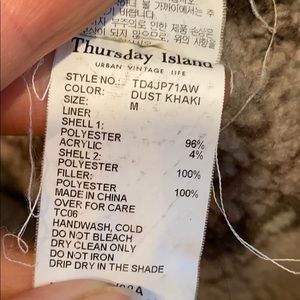 Thursday Island
URBAN VINTAGE LIFE
STYLE NO.: TD4JP71AW
COLOR: DUST KHAKI
SIZE: M
LINER
SHELL 1:
POLYESTER 96%
ACRYLIC 4%
SHELL 2:
POLYESTER 100%
FILLER:
POLYESTER 100%
MADE IN CHINA
OVER FOR CARE
TC06
HANDWASH, COLD
DO NOT BLEACH
DRY CLEAN ONLY
DO NOT IRON
DRIP DRY IN THE SHADE